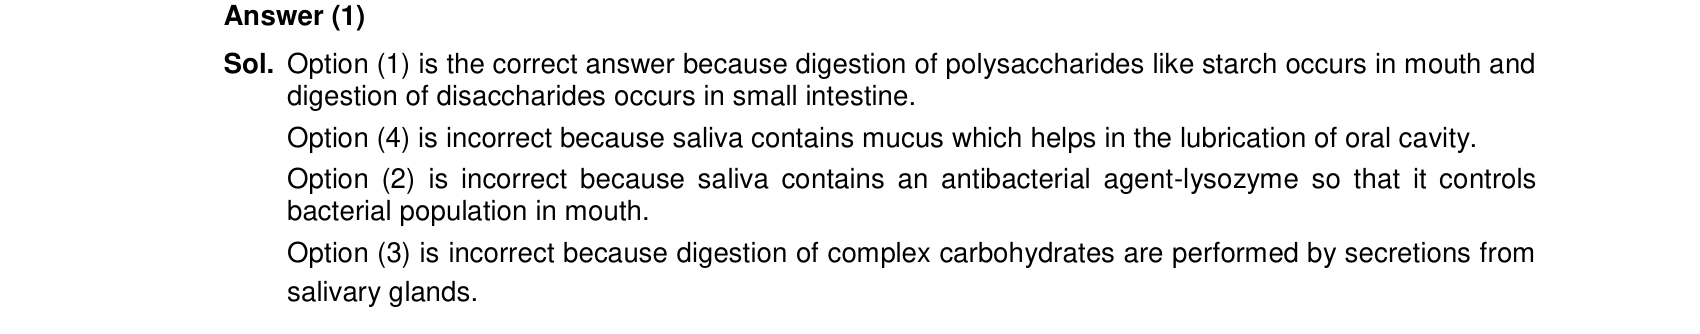 Answer (1)
Sol. Option (1) is the correct answer because digestion of polysaccharides like starch occurs in mouth and
digestion of disaccharides occurs in small intestine.
Option (4) is incorrect because saliva contains mucus which helps in the lubrication of oral cavity.
Option (2) is incorrect because saliva contains an antibacterial agent-lysozyme so that it controls
bacterial population in mouth.
Option (3) is incorrect because digestion of complex carbohydrates are performed by secretions from
salivary glands.